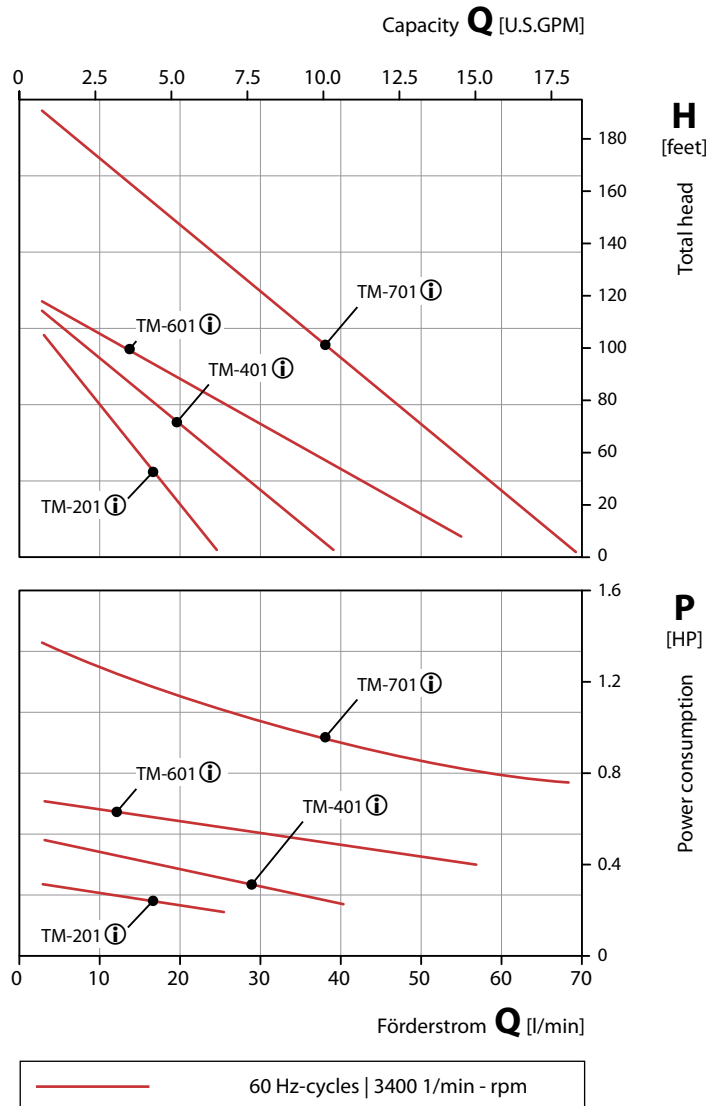 Capacity Q [U.S.GPM]
0 2.5 5.0 7.5 10.0 12.5 15.0 17.5
H
[feet]
Total head
180
160
140
120
100
80
60
40
20
0
TM-701 i
TM-601 i
TM-401 i
TM-201 i
P
[HP]
Power consumption
1.6
1.2
0.8
0.4
0
TM-701 i
TM-601 i
TM-401 i
TM-201 i
0 10 20 30 40 50 60 70
Förderstrom Q [l/min]
60 Hz-cycles | 3400 1/min - rpm